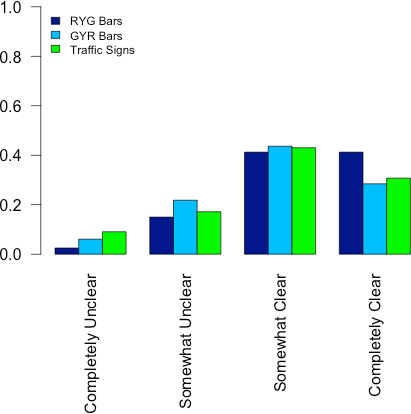 1.0
0.8
0.6
0.4
0.2
0.0
RYG Bars
GYR Bars
Traffic Signs
Completely Unclear
Somewhat Unclear
Somewhat Clear
Completely Clear